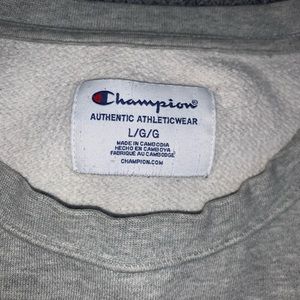 Champion®
AUTHENTIC ATHLETICWEAR
L/G/G
MADE IN CAMBODIA
HECHO EN CAMBOYA
FABRIQUÉ AU CAMBODGE
CHAMPION.COM